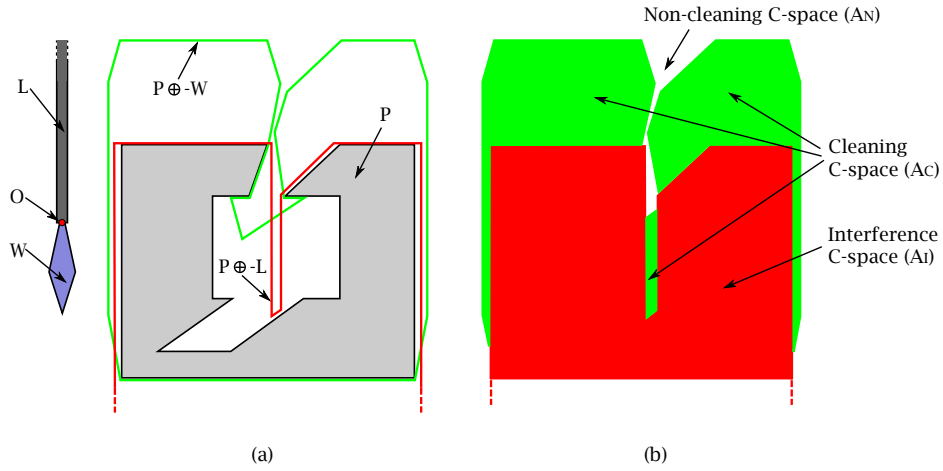 Non-cleaning C-space (AN)
L
P ⊕ -W
P
Cleaning
C-space (AC)
O
W
P ⊕ -L
Interference
C-space (AI)
(a)
(b)